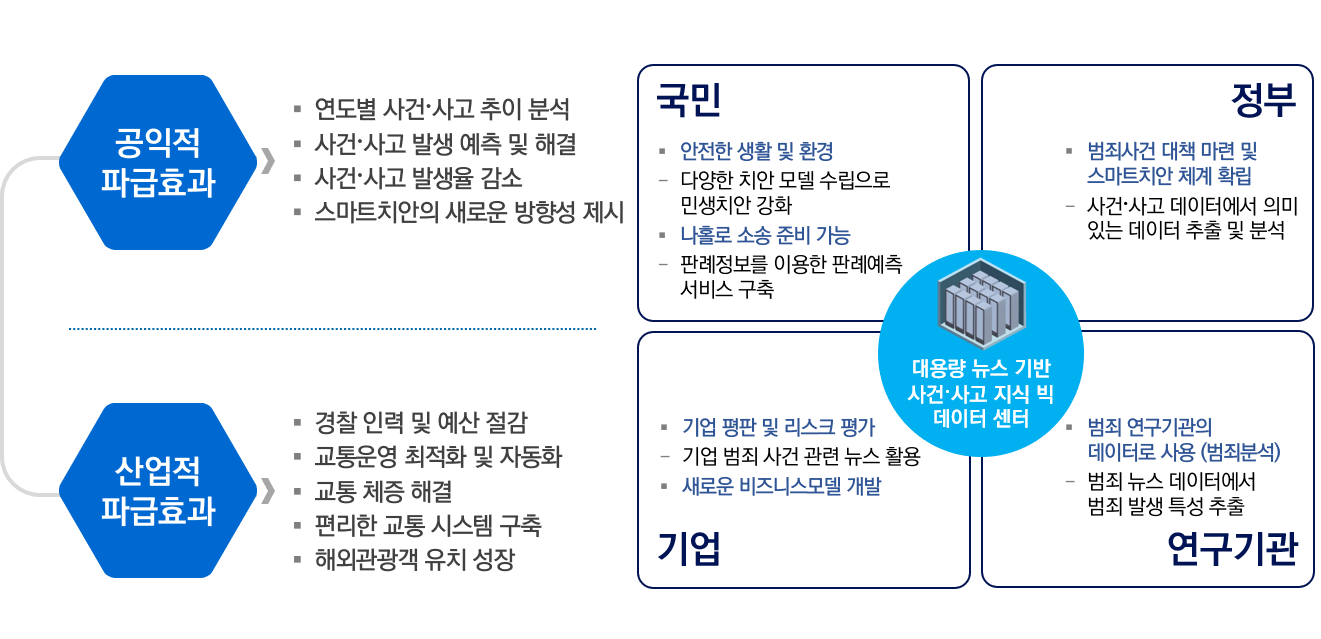 공익적
파급효과
연도별 사건·사고 추이 분석
사건·사고 발생 예측 및 해결
사건·사고 발생율 감소
스마트치안의 새로운 방향성 제시
산업적
파급효과
경찰 인력 및 예산 절감
교통운영 최적화 및 자동화
교통 체증 해결
편리한 교통 시스템 구축
해외관광객 유치 성장
국민
안전한 생활 및 환경
다양한 치안 모델 수립으로
민생치안 강화
나홀로 소송 준비 가능
판례정보를 이용한 판례예측
서비스 구축
정부
범죄사건 대책 마련 및
스마트치안 체계 확립
사건·사고 데이터에서 의미
있는 데이터 추출 및 분석
대용량 뉴스 기반
사건·사고 지식 빅
데이터 센터
기업 평판 및 리스크 평가
기업 범죄 사건 관련 뉴스 활용
새로운 비즈니스모델 개발
기업
범죄 연구기관의
데이터로 사용 (범죄분석)
범죄 뉴스 데이터에서
범죄 발생 특성 추출
연구기관